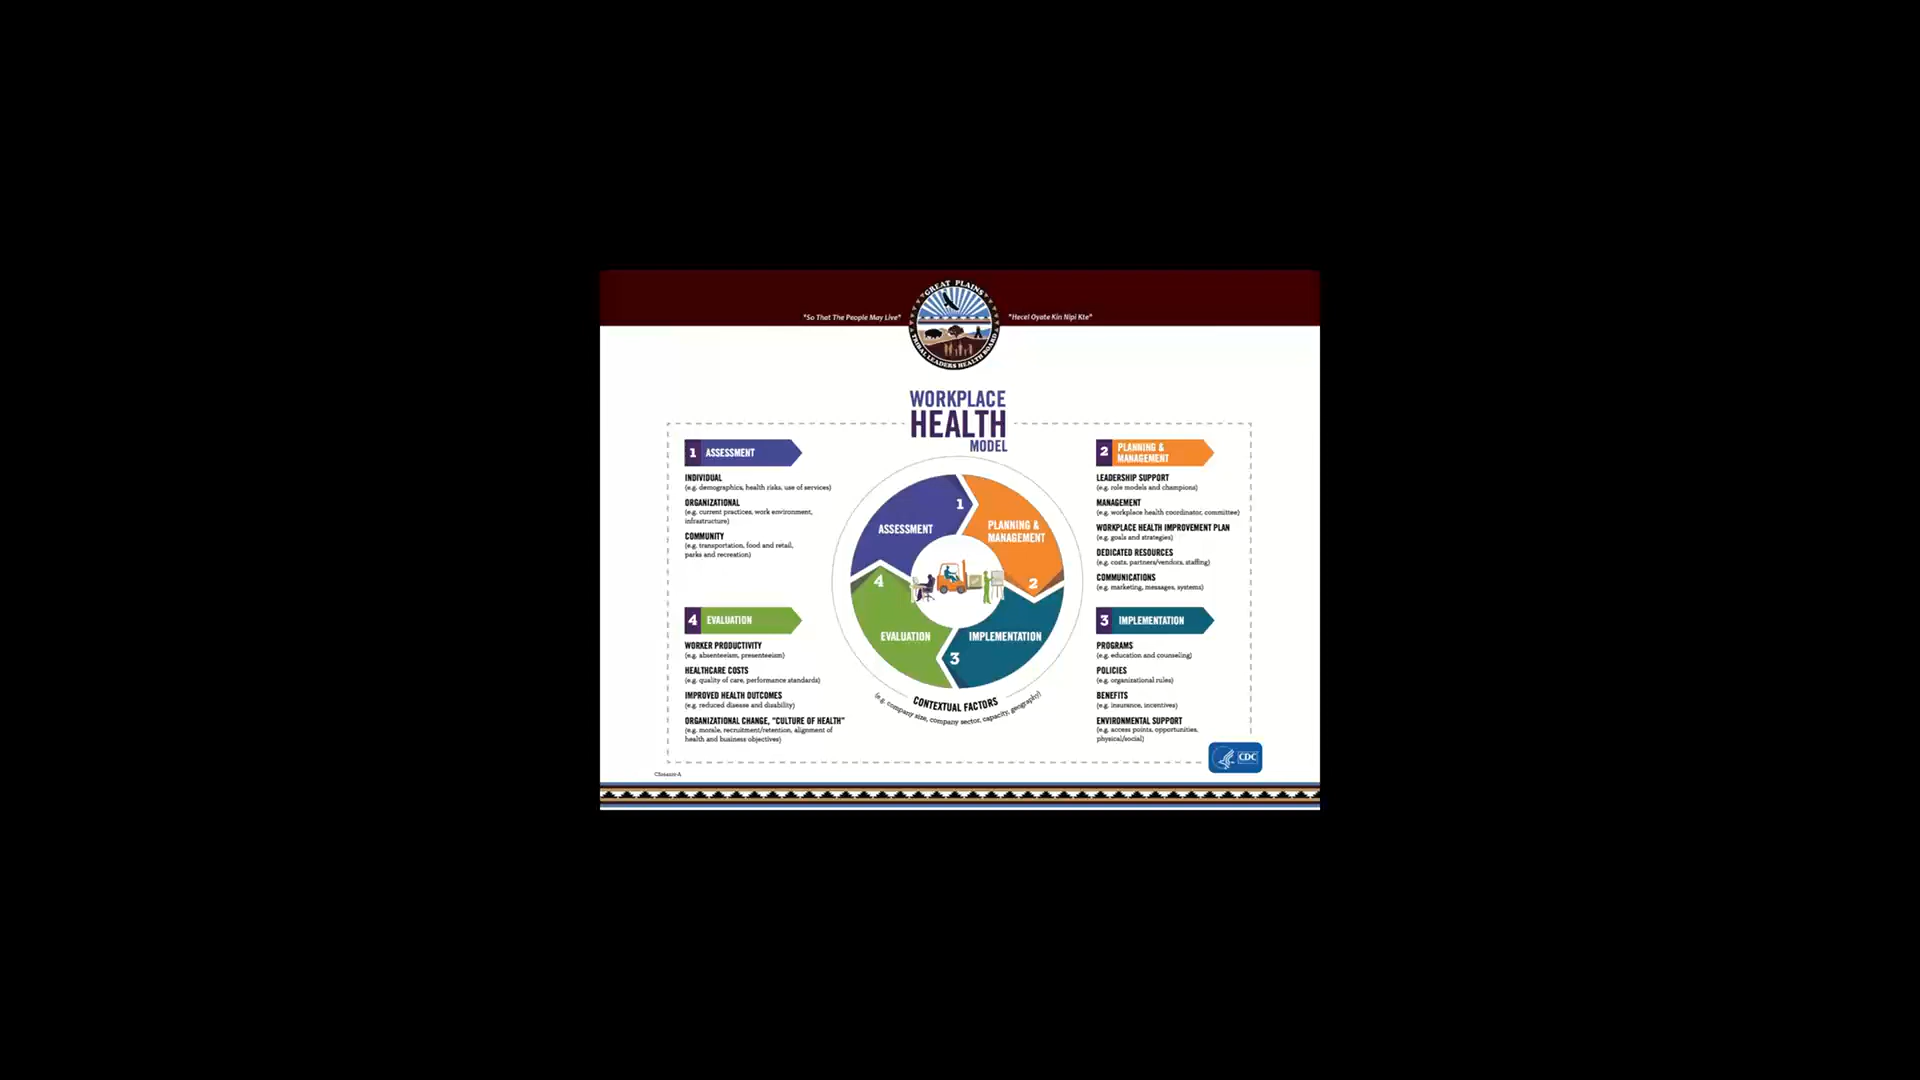 "So That The People May Live"
GREAT PLAINS
TRIBAL LEADERS HEALTH BOARD
"Hecel Oyate Kin Nipi Kte"
WORKPLACE
HEALTH
MODEL
1 ASSESSMENT
INDIVIDUAL
(e.g. demographics, health risks, use of services)
ORGANIZATIONAL
(e.g. current practices, work environment,
infrastructure)
COMMUNITY
(e.g. transportation, food and retail,
parks and recreation)
2 PLANNING &
MANAGEMENT
LEADERSHIP SUPPORT
(e.g. role models and champions)
MANAGEMENT
(e.g. workplace health coordinator, committee)
WORKPLACE HEALTH IMPROVEMENT PLAN
(e.g. goals and strategies)
DEDICATED RESOURCES
(e.g. costs, partners/vendors, staffing)
COMMUNICATIONS
(e.g. marketing, messages, systems)
1
ASSESSMENT
PLANNING &
MANAGEMENT
2
4
EVALUATION
IMPLEMENTATION
3
CONTEXTUAL FACTORS
(e.g. company size, company sector, capacity, geography)
4 EVALUATION
WORKER PRODUCTIVITY
(e.g. absenteeism, presenteeism)
HEALTHCARE COSTS
(e.g. quality of care, performance standards)
IMPROVED HEALTH OUTCOMES
(e.g. reduced disease and disability)
ORGANIZATIONAL CHANGE, "CULTURE OF HEALTH"
(e.g. morale, recruitment/retention, alignment of
health and business objectives)
3 IMPLEMENTATION
PROGRAMS
(e.g. education and counseling)
POLICIES
(e.g. organizational rules)
BENEFITS
(e.g. insurance, incentives)
ENVIRONMENTAL SUPPORT
(e.g. access points, opportunities,
physical/social)
CDC